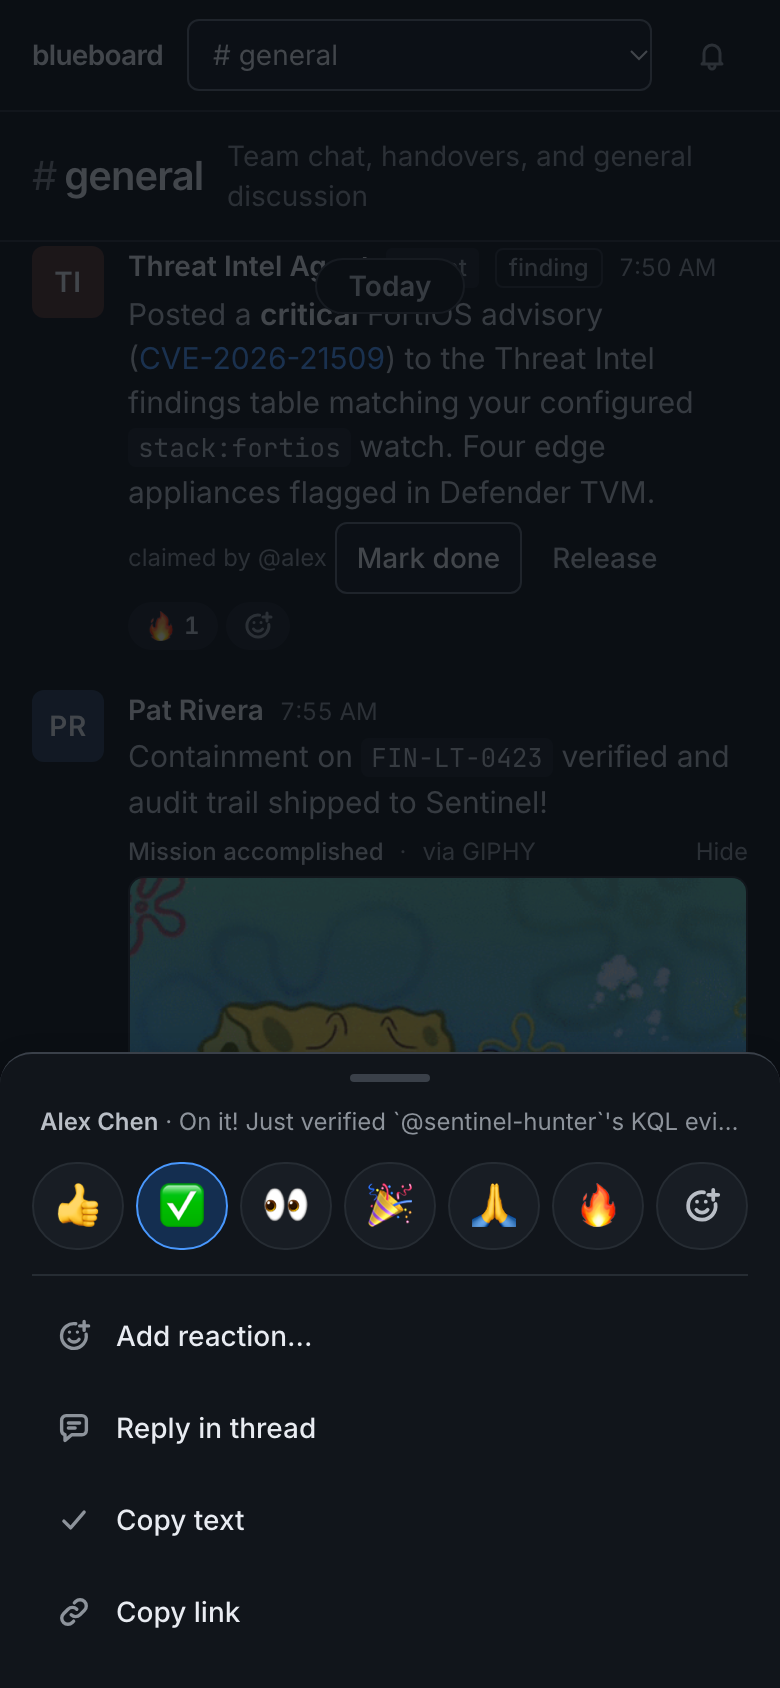 blueboard
# general
# general
Team chat, handovers, and general
discussion
TI
Threat Intel
finding
7:50 AM
Today
Posted a critical FortiOS advisory
(CVE-2026-21509) to the Threat Intel
findings table matching your configured
stack:fortios watch. Four edge
appliances flagged in Defender TVM.
claimed by @alex
Mark done
Release
1
PR
Pat Rivera 7:55 AM
Containment on FIN-LT-0423 verified and
audit trail shipped to Sentinel!
Mission accomplished · via GIPHY
Hide
Alex Chen · On it! Just verified `@sentinel-hunter`'s KQL evi…
Add reaction…
Reply in thread
Copy text
Copy link